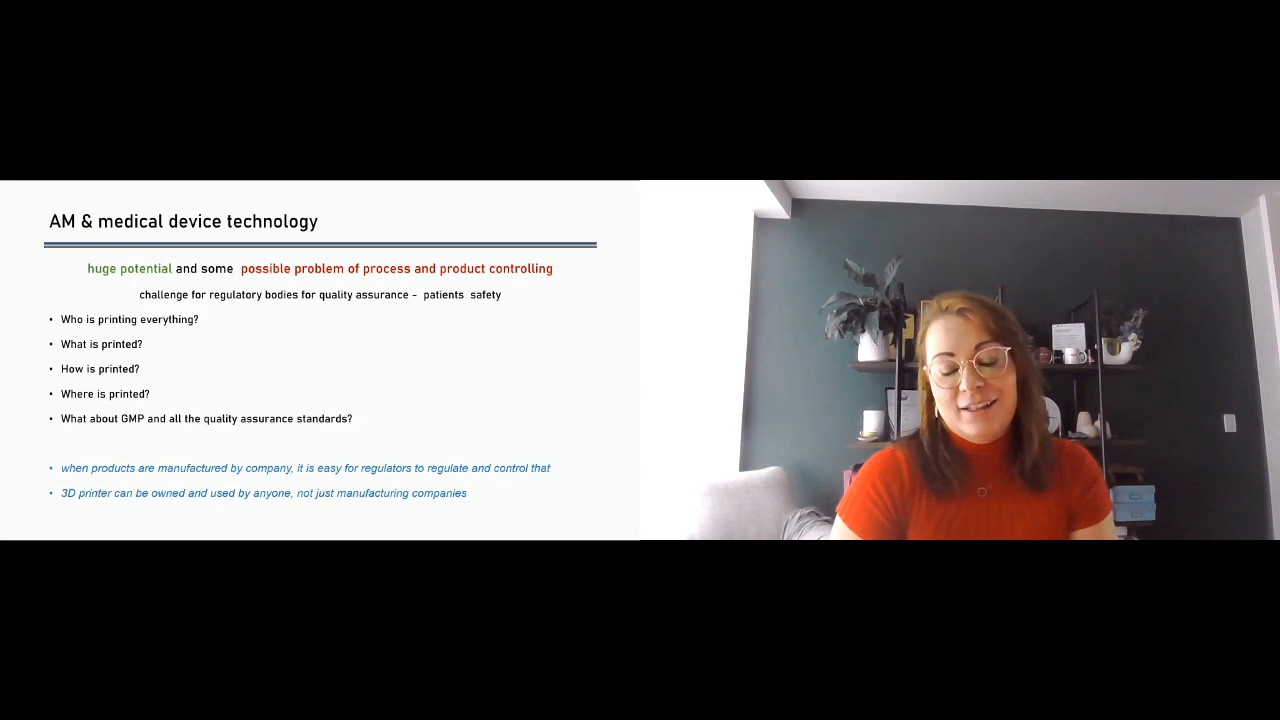 AM & medical device technology
huge potential and some possible problem of process and product controlling
challenge for regulatory bodies for quality assurance - patients safety
• Who is printing everything?
• What is printed?
• How is printed?
• Where is printed?
• What about GMP and all the quality assurance standards?
• when products are manufactured by company, it is easy for regulators to regulate and control that
• 3D printer can be owned and used by anyone, not just manufacturing companies